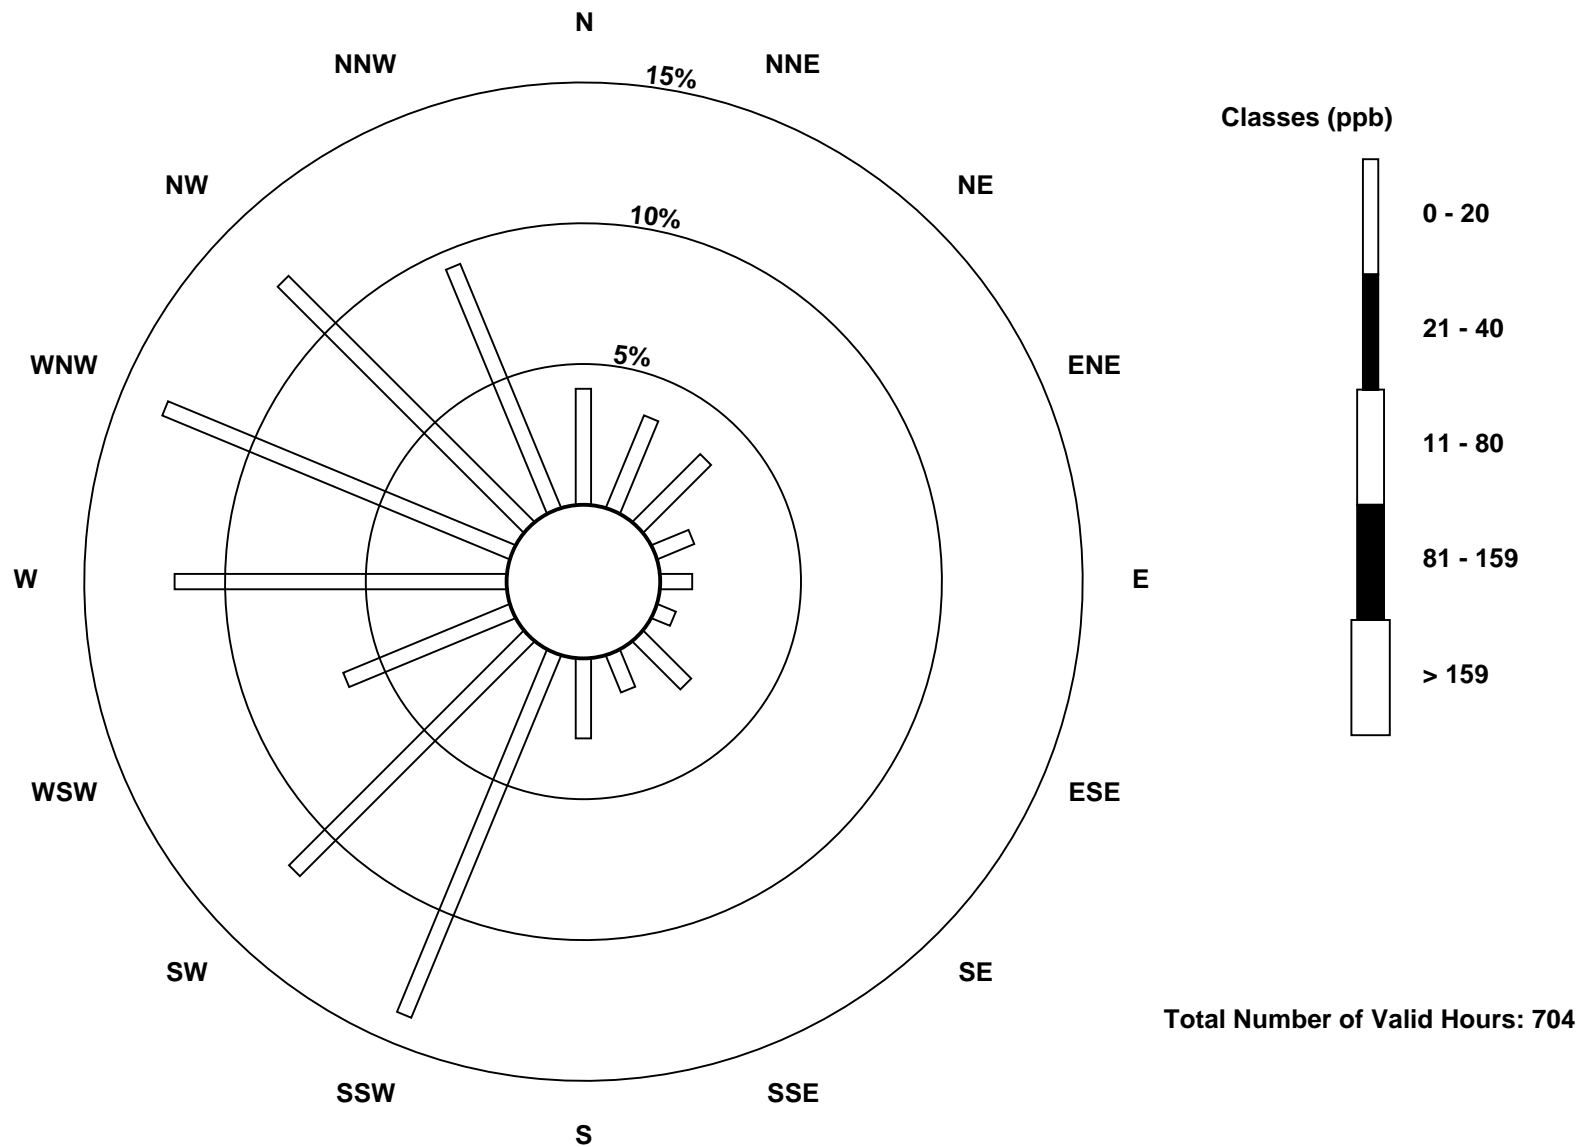 N
NNW
NNE
15%
Classes (ppb)
NW
NE
10%
0 - 20
21 - 40
5%
WNW
ENE
11 - 80
81 - 159
W
E
> 159
WSW
ESE
SW
SE
Total Number of Valid Hours: 704
SSW
SSE
S